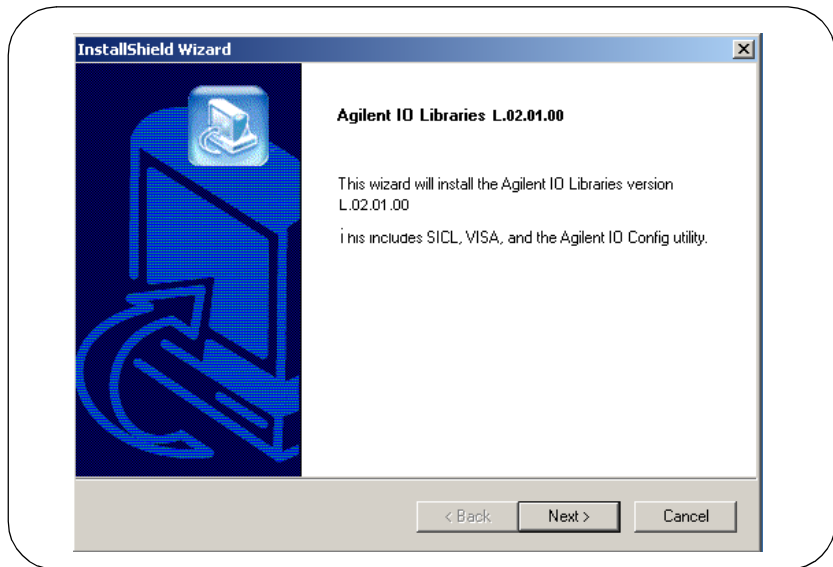 InstallShield Wizard
Agilent IO Libraries L.02.01.00
This wizard will install the Agilent IO Libraries version
L.02.01.00
This includes SICL, VISA, and the Agilent IO Config utility.
< Back
Next >
Cancel